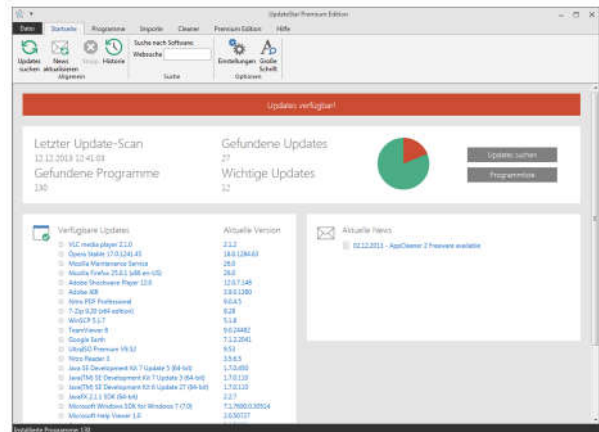 UpdateStar Premium Edition
Datei Startseite Programme Importe Cleaner Premium Edition Hilfe
Updates suchen
News aktualisieren
Stopp
Historie
Allgemein
Suche nach Software
Websuche
Suche
Einstellungen
Große Schrift
Optionen
Updates verfügbar!
Letzter Update-Scan
12.12.2013 12:41:03
Gefundene Programme
130
Gefundene Updates
27
Wichtige Updates
12
Updates suchen
Programmliste
Verfügbare Updates Aktuelle Version
VLC media player 2.1.0 2.1.2
Opera Stable 17.0.1241.45 18.0.1284.63
Mozilla Maintenance Service 26.0
Mozilla Firefox 25.0.1 (x86 en-US) 26.0
Adobe Shockwave Player 12.0 12.0.7.148
Adobe AIR 3.9.0.1380
Nitro PDF Professional 9.0.4.5
7-Zip 9.20 (x64 edition) 9.28
WinSCP 5.1.7 5.1.8
TeamViewer 8 9.0.24482
Google Earth 7.1.2.2041
UltraISO Premium V9.52 9.53
Nitro Reader 3 3.5.6.5
Java SE Development Kit 7 Update 5 (64-bit) 1.7.0.450
Java(TM) SE Development Kit 7 Update 3 (64-bit) 1.7.0.110
Java(TM) SE Development Kit 6 Update 27 (64-bit) 1.7.0.110
JavaFX 2.1.1 SDK (64-bit) 2.2.7
Microsoft Windows SDK for Windows 7 (7.0) 7.1.7600.0.30514
Microsoft Help Viewer 1.0 2.0.50727
Aktuelle News
02.12.2013 - AppCleaner 2 Freeware available
Installierte Programme: 130